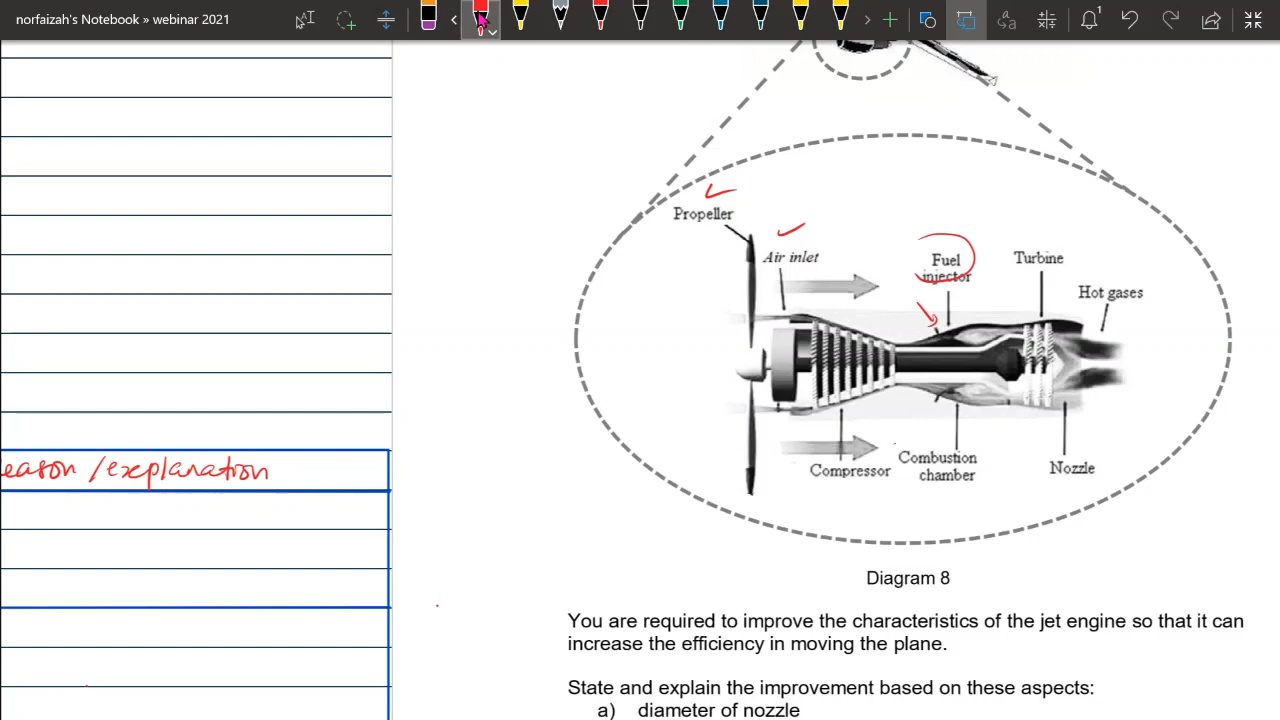 norfaizah's Notebook » webinar 2021
Propeller
Air inlet
Fuel
injector
Turbine
Hot gases
Compressor
Combustion
chamber
Nozzle
eason /exeplanation
Diagram 8
You are required to improve the characteristics of the jet engine so that it can
increase the efficiency in moving the plane.
State and explain the improvement based on these aspects:
a) diameter of nozzle